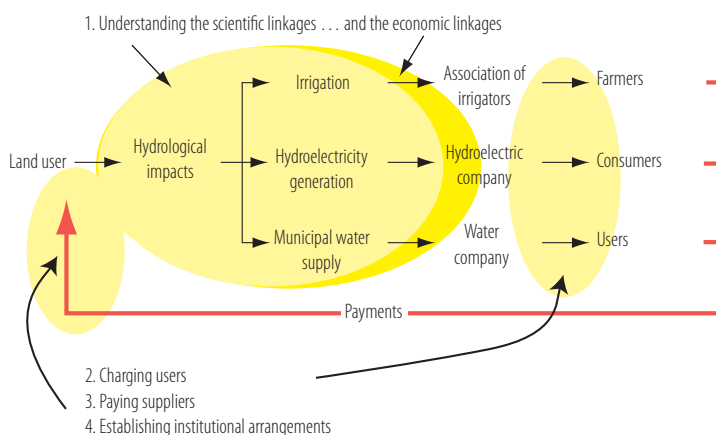 1. Understanding the scientific linkages … and the economic linkages
Irrigation
Association of
irrigators
Farmers
Land user
Hydrological
impacts
Hydroelectricity
generation
Hydroelectric
company
Consumers
Municipal water
supply
Water
company
Users
Payments
2. Charging users
3. Paying suppliers
4. Establishing institutional arrangements